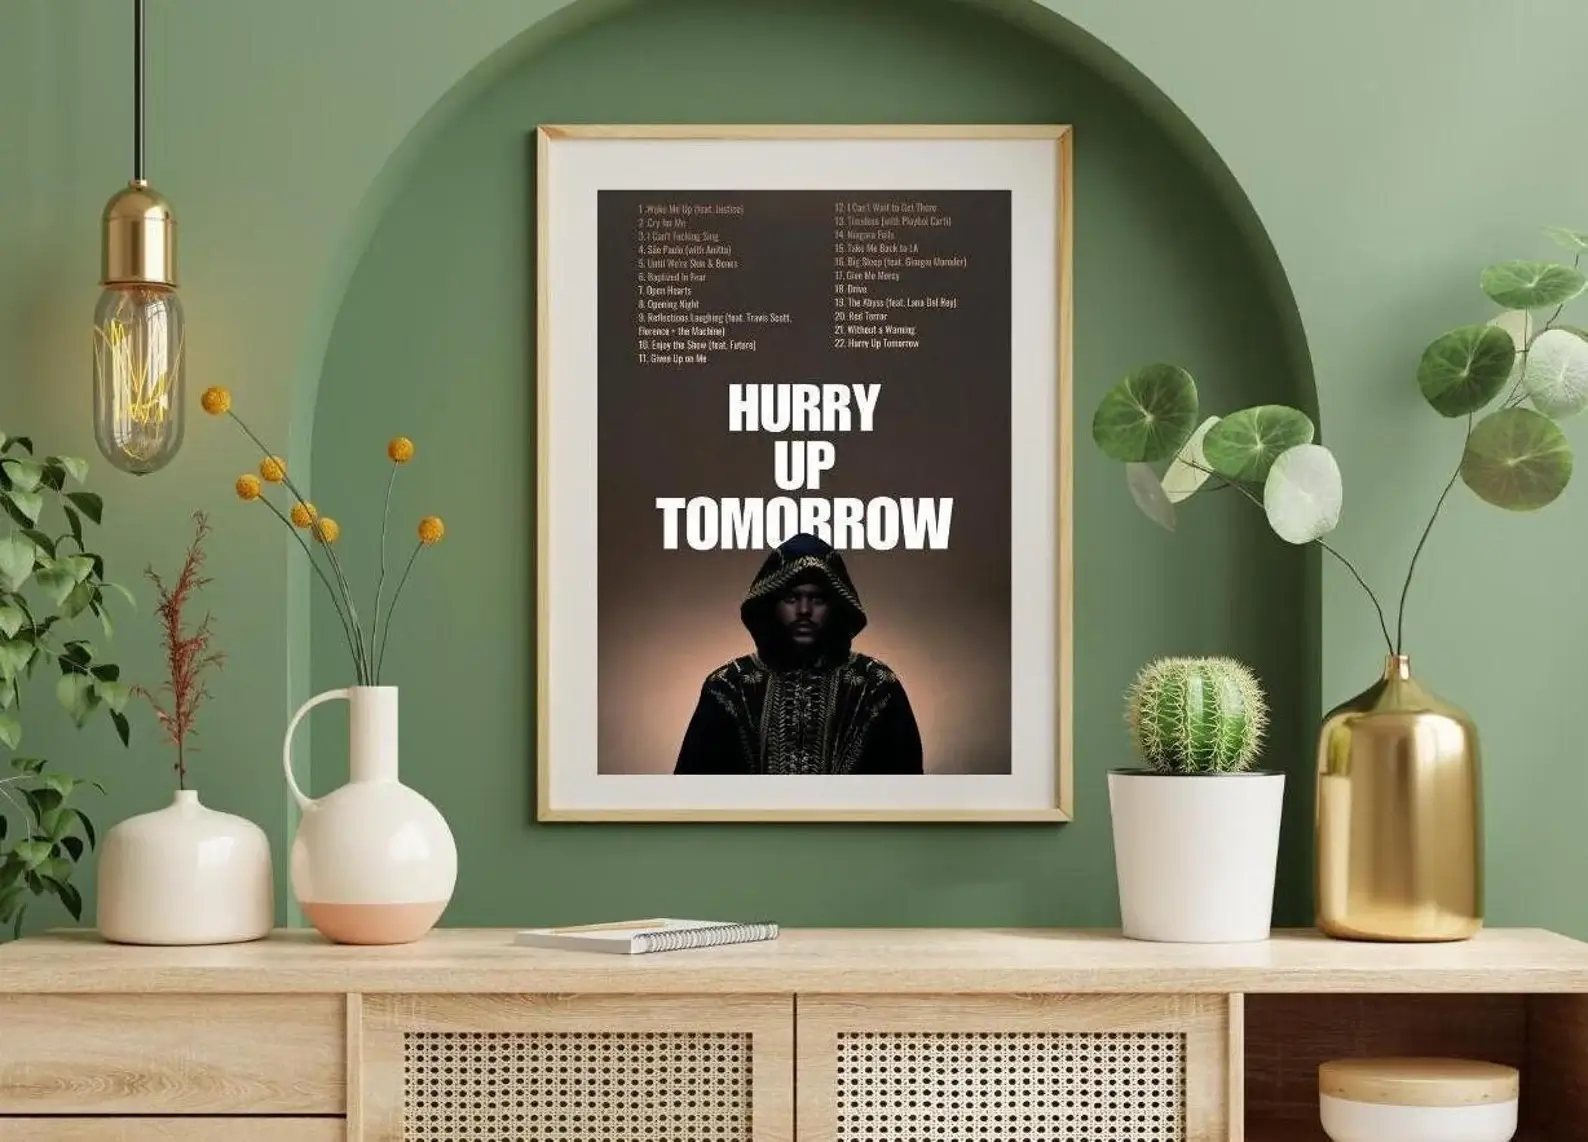 1. Wake Me Up (feat. Justice)
2. Cry for Me
3. I Can't Fucking Sing
4. São Paulo (with Anitta)
5. Until We're Skin & Bones
6. Baptized In Fear
7. Open Hearts
8. Opening Night
9. Reflections Laughing (feat. Travis Scott,
Florence + the Machine)
10. Enjoy the Show (feat. Future)
11. Given Up on Me
12. I Can't Wait to Get There
13. Timeless (with Playboi Carti)
14. Niagara Falls
15. Take Me Back to LA
16. Big Sleep (feat. Giorgio Moroder)
17. Give Me Mercy
18. Drive
19. The Abyss (feat. Lana Del Rey)
20. Red Terror
21. Without a Warning
22. Hurry Up Tomorrow
HURRY
UP
TOMORROW